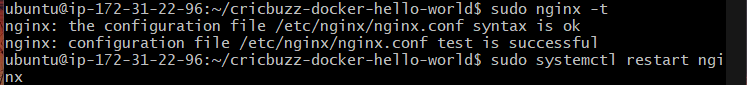 ubuntu@ip-172-31-22-96:~/cricbuzz-docker-hello-world$ sudo nginx -t
nginx: the configuration file /etc/nginx/nginx.conf syntax is ok
nginx: configuration file /etc/nginx/nginx.conf test is successful
ubuntu@ip-172-31-22-96:~/cricbuzz-docker-hello-world$ sudo systemctl restart ngi
nx